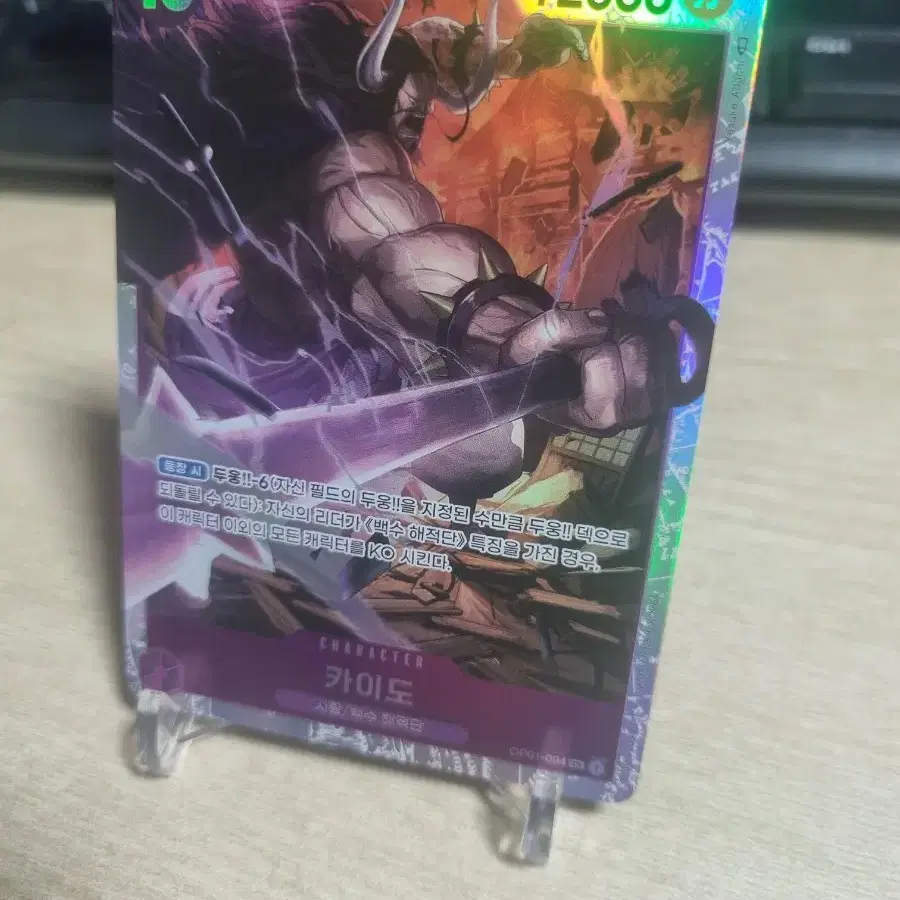 10
12000
등장 시 두웅!!-6(자신 필드의 두웅!!을 지정된 수만큼 두웅!! 덱으로
되돌릴 수 있다): 자신의 리더가 《백수 해적단》 특징을 가진 경우,
이 캐릭터 이외의 모든 캐릭터를 KO 시킨다.
CHARACTER
카이도
사황/백수 해적단
OP01-094